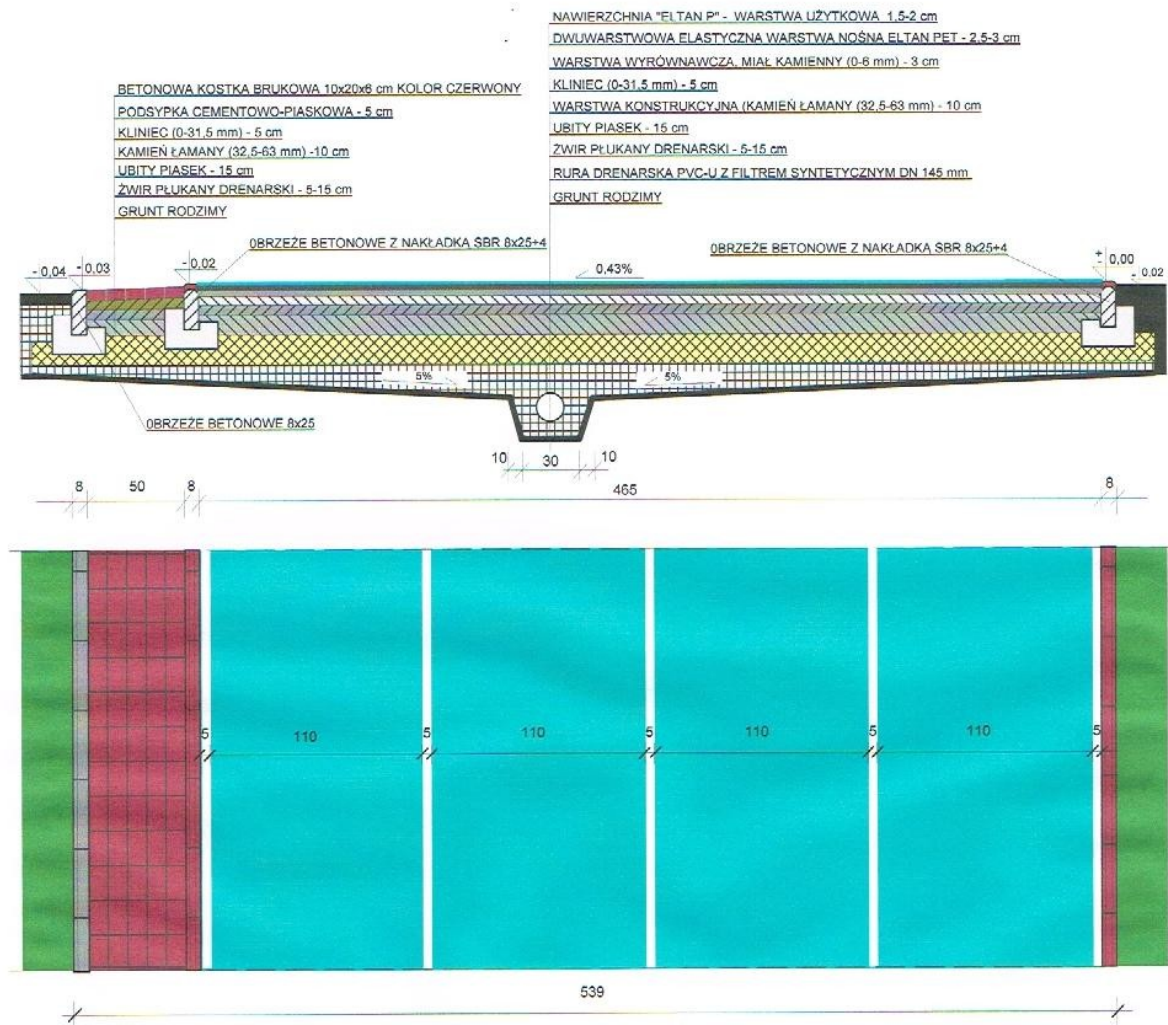 NAWIERZCHNIA "ELTAN P" - WARSTWA UŻYTKOWA 1,5-2 cm
DWUWARSTWOWA ELASTYCZNA WARSTWA NOŚNA ELTAN PET - 2,5-3 cm
WARSTWA WYRÓWNAWCZA, MIAŁ KAMIENNY (0-6 mm) - 3 cm
KLINIEC (0-31,5 mm) - 5 cm
WARSTWA KONSTRUKCYJNA (KAMIEŃ ŁAMANY (32,5-63 mm) - 10 cm
UBITY PIASEK - 15 cm
ŻWIR PŁUKANY DRENARSKI - 5-15 cm
RURA DRENARSKA PVC-U Z FILTREM SYNTETYCZNYM DN 145 mm
GRUNT RODZIMY
BETONOWA KOSTKA BRUKOWA 10x20x6 cm KOLOR CZERWONY
PODSYPKA CEMENTOWO-PIASKOWA - 5 cm
KLINIEC (0-31,5 mm) - 5 cm
KAMIEŃ ŁAMANY (32,5-63 mm) -10 cm
UBITY PIASEK - 15 cm
ŻWIR PŁUKANY DRENARSKI - 5-15 cm
GRUNT RODZIMY
0BRZEŻE BETONOWE Z NAKŁADKA SBR 8x25+4
0BRZEŻE BETONOWE Z NAKŁADKA SBR 8x25+4
- 0,04
- 0,03
- 0,02
0,43%
± 0,00
- 0,02
5%
5%
0BRZEŻE BETONOWE 8x25
10 30 10
8 50 8 465 8
5 110 5 110 5 110 5 110 5
539